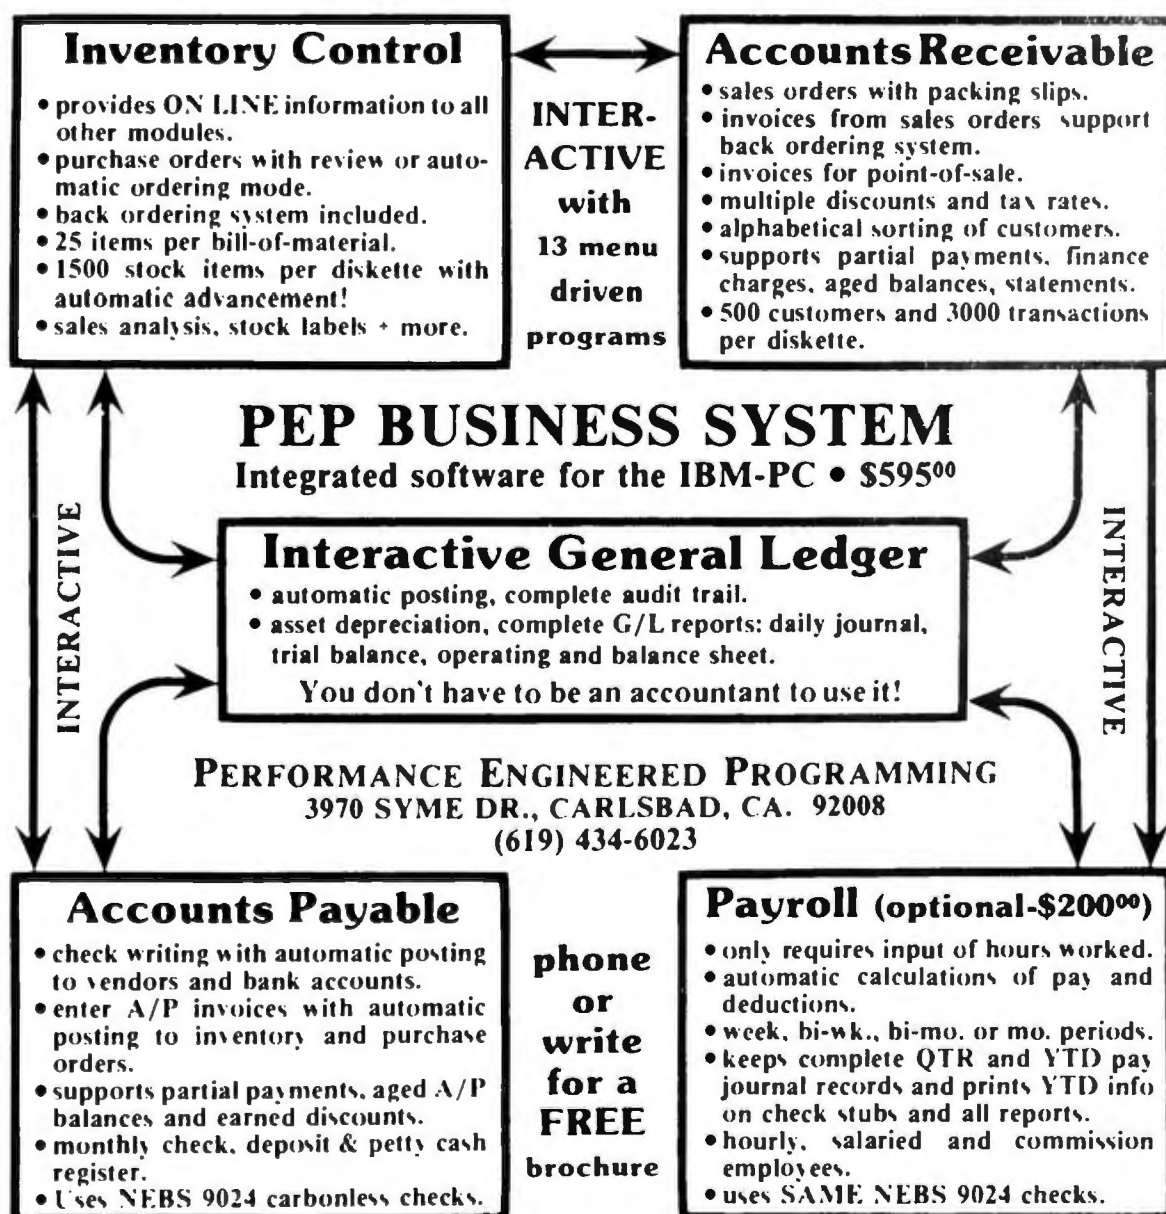 Inventory Control
• provides ON LINE information to all
other modules.
• purchase orders with review or auto-
matic ordering mode.
• back ordering system included.
• 25 items per bill-of-material.
• 1500 stock items per diskette with
automatic advancement!
• sales analysis, stock labels + more.
INTER-
ACTIVE
with
13 menu
driven
programs
Accounts Receivable
• sales orders with packing slips.
• invoices from sales orders support
back ordering system.
• invoices for point-of-sale.
• multiple discounts and tax rates.
• alphabetical sorting of customers.
• supports partial payments, finance
charges, aged balances, statements.
• 500 customers and 3000 transactions
per diskette.
PEP BUSINESS SYSTEM
Integrated software for the IBM-PC • $595⁰⁰
INTERACTIVE
Interactive General Ledger
• automatic posting, complete audit trail.
• asset depreciation, complete G/L reports: daily journal,
trial balance, operating and balance sheet.
You don't have to be an accountant to use it!
INTERACTIVE
PERFORMANCE ENGINEERED PROGRAMMING
3970 SYME DR., CARLSBAD, CA. 92008
(619) 434-6023
Accounts Payable
• check writing with automatic posting
to vendors and bank accounts.
• enter A/P invoices with automatic
posting to inventory and purchase
orders.
• supports partial payments, aged A/P
balances and earned discounts.
• monthly check, deposit & petty cash
register.
• Uses NEBS 9024 carbonless checks.
phone
or
write
for a
FREE
brochure
Payroll (optional-$200⁰⁰)
• only requires input of hours worked.
• automatic calculations of pay and
deductions.
• week, bi-wk., bi-mo. or mo. periods.
• keeps complete QTR and YTD pay
journal records and prints YTD info
on check stubs and all reports.
• hourly, salaried and commission
employees.
• uses SAME NEBS 9024 checks.